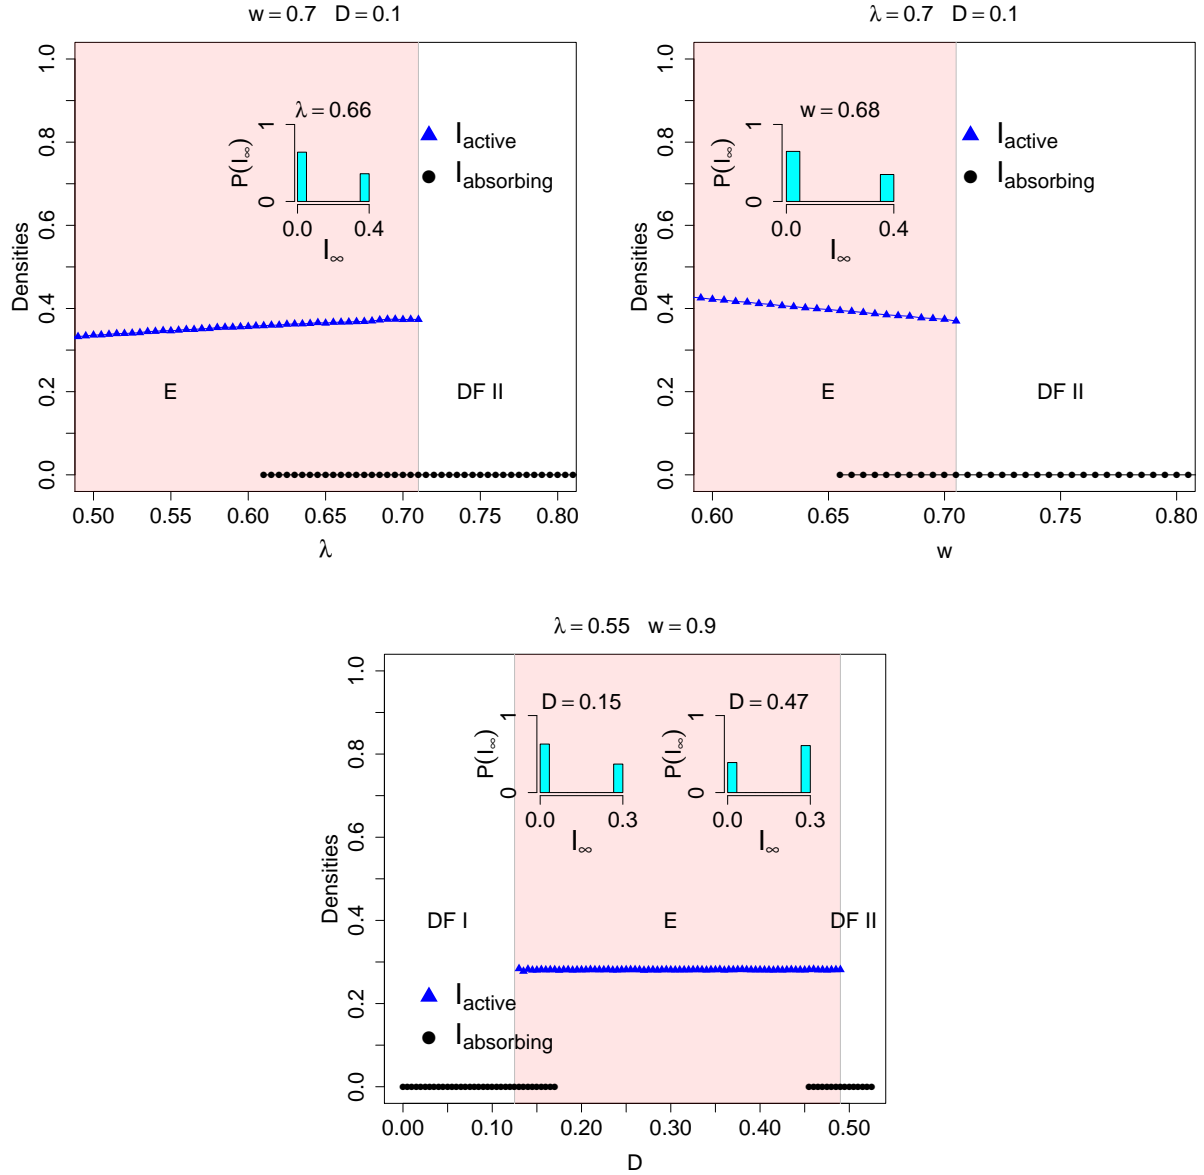 w = 0.7 D = 0.1
Densities
0.0 0.2 0.4 0.6 0.8 1.0
λ = 0.66
P(I∞)
0 1
0.0 0.4
I∞
I active
I absorbing
E
DF II
0.50 0.55 0.60 0.65 0.70 0.75 0.80
λ
λ = 0.7 D = 0.1
Densities
0.0 0.2 0.4 0.6 0.8 1.0
w = 0.68
P(I∞)
0 1
0.0 0.4
I∞
I active
I absorbing
E
DF II
0.60 0.65 0.70 0.75 0.80
w
λ = 0.55 w = 0.9
Densities
0.0 0.2 0.4 0.6 0.8 1.0
D = 0.15
P(I∞)
0 1
0.0 0.3
I∞
D = 0.47
P(I∞)
0 1
0.0 0.3
I∞
DF I
E
DF II
I active
I absorbing
0.00 0.10 0.20 0.30 0.40 0.50
D